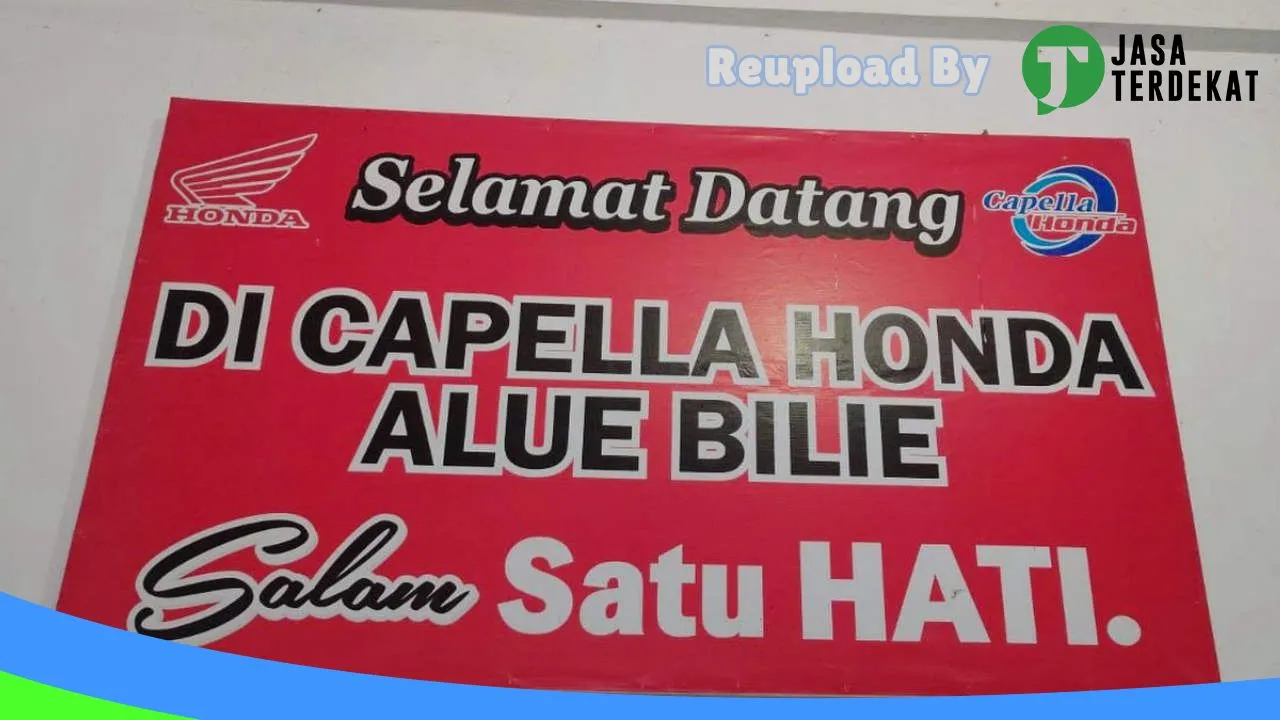 Reupload By
JASA
TERDEKAT
HONDA
Selamat Datang
Capella
Honda
DI CAPELLA HONDA
ALUE BILIE
Salam Satu HATI.